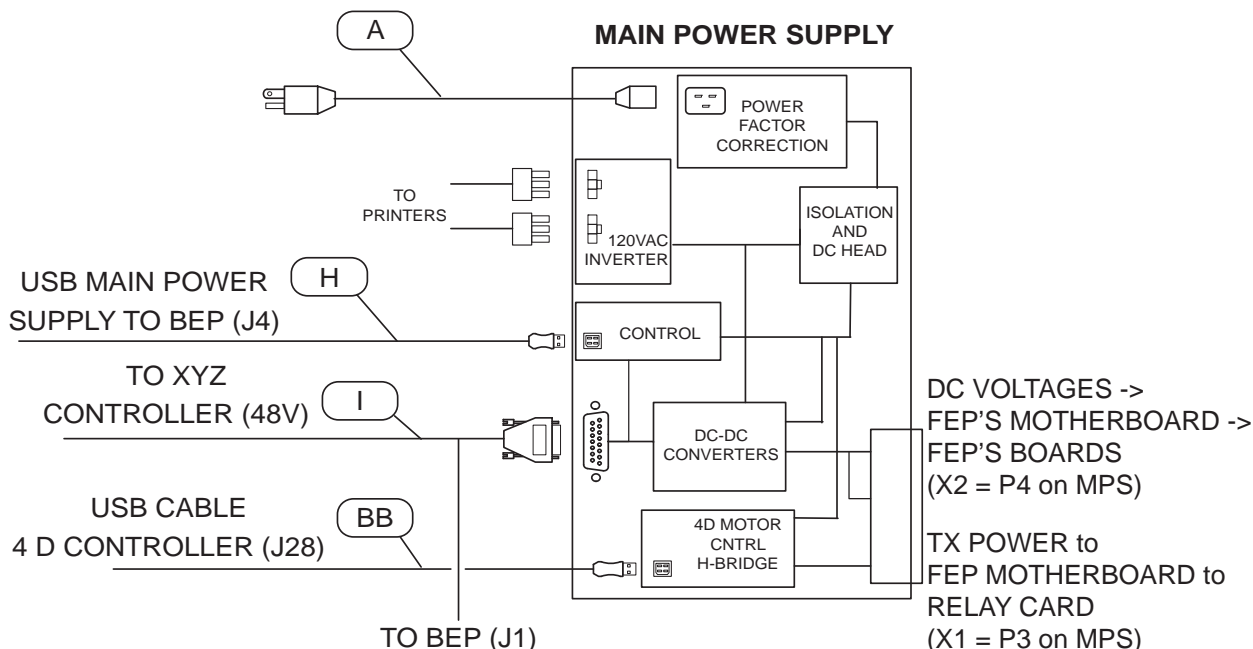 A
MAIN POWER SUPPLY
POWER
FACTOR
CORRECTION
TO
PRINTERS
120VAC
INVERTER
ISOLATION
AND
DC HEAD
USB MAIN POWER
SUPPLY TO BEP (J4)
H
CONTROL
TO XYZ
CONTROLLER (48V)
I
DC-DC
CONVERTERS
DC VOLTAGES ->
FEP'S MOTHERBOARD ->
FEP'S BOARDS
(X2 = P4 on MPS)
USB CABLE
4 D CONTROLLER (J28)
BB
4D MOTOR
CNTRL
H-BRIDGE
TX POWER to
FEP MOTHERBOARD to
RELAY CARD
(X1 = P3 on MPS)
TO BEP (J1)